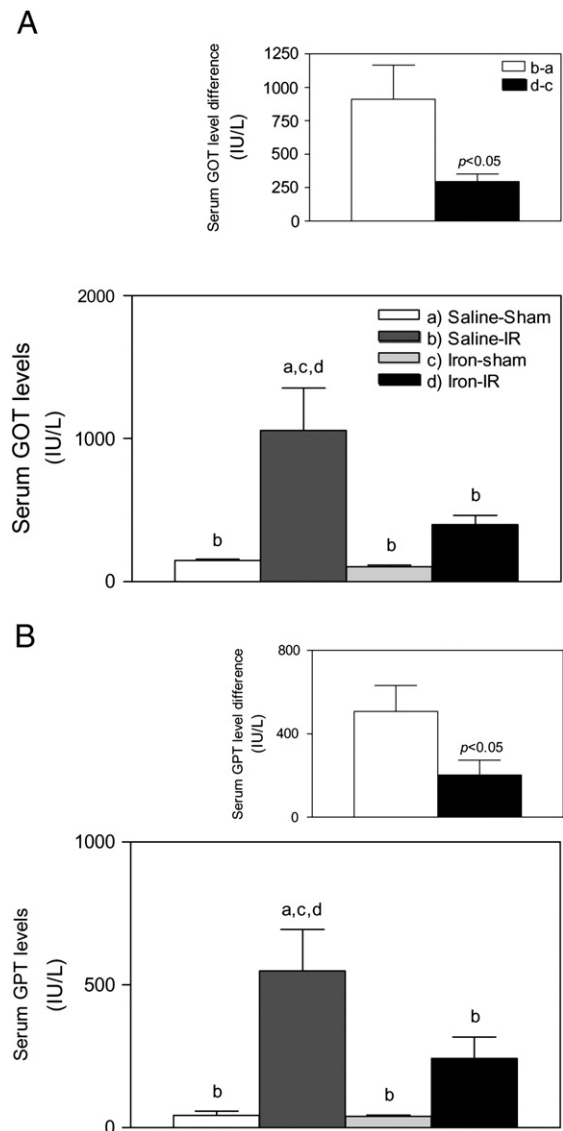 A
Serum GOT level difference
(IU/L)
1250
1000
750
500
250
0
b-a
d-c
p<0.05
Serum GOT levels
(IU/L)
2000
1000
0
a) Saline-Sham
b) Saline-IR
c) Iron-sham
d) Iron-IR
b
a,c,d
b
b
B
Serum GPT level difference
(IU/L)
800
400
0
p<0.05
Serum GPT levels
(IU/L)
1000
500
0
b
a,c,d
b
b